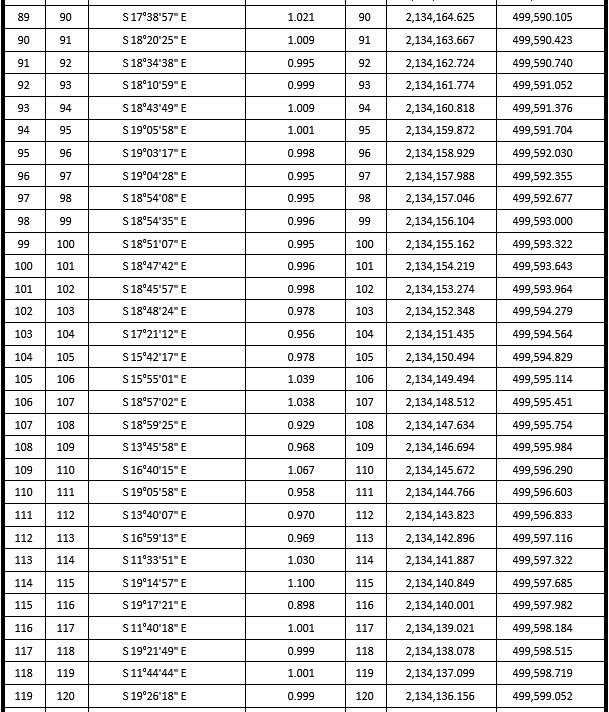 89 90 S 17°38'57" E 1.021 90 2,134,164.625 499,590.105
90 91 S 18°20'25" E 1.009 91 2,134,163.667 499,590.423
91 92 S 18°34'38" E 0.995 92 2,134,162.724 499,590.740
92 93 S 18°10'59" E 0.999 93 2,134,161.774 499,591.052
93 94 S 18°43'49" E 1.009 94 2,134,160.818 499,591.376
94 95 S 19°05'58" E 1.001 95 2,134,159.872 499,591.704
95 96 S 19°03'17" E 0.998 96 2,134,158.929 499,592.030
96 97 S 19°04'28" E 0.995 97 2,134,157.988 499,592.355
97 98 S 18°54'08" E 0.995 98 2,134,157.046 499,592.677
98 99 S 18°54'35" E 0.996 99 2,134,156.104 499,593.000
99 100 S 18°51'07" E 0.995 100 2,134,155.162 499,593.322
100 101 S 18°47'42" E 0.996 101 2,134,154.219 499,593.643
101 102 S 18°45'57" E 0.998 102 2,134,153.274 499,593.964
102 103 S 18°48'24" E 0.978 103 2,134,152.348 499,594.279
103 104 S 17°21'12" E 0.956 104 2,134,151.435 499,594.564
104 105 S 15°42'17" E 0.978 105 2,134,150.494 499,594.829
105 106 S 15°55'01" E 1.039 106 2,134,149.494 499,595.114
106 107 S 18°57'02" E 1.038 107 2,134,148.512 499,595.451
107 108 S 18°59'25" E 0.929 108 2,134,147.634 499,595.754
108 109 S 13°45'58" E 0.968 109 2,134,146.694 499,595.984
109 110 S 16°40'15" E 1.067 110 2,134,145.672 499,596.290
110 111 S 19°05'58" E 0.958 111 2,134,144.766 499,596.603
111 112 S 13°40'07" E 0.970 112 2,134,143.823 499,596.833
112 113 S 16°59'13" E 0.969 113 2,134,142.896 499,597.116
113 114 S 11°33'51" E 1.030 114 2,134,141.887 499,597.322
114 115 S 19°14'57" E 1.100 115 2,134,140.849 499,597.685
115 116 S 19°17'21" E 0.898 116 2,134,140.001 499,597.982
116 117 S 11°40'18" E 1.001 117 2,134,139.021 499,598.184
117 118 S 19°21'49" E 0.999 118 2,134,138.078 499,598.515
118 119 S 11°44'44" E 1.001 119 2,134,137.099 499,598.719
119 120 S 19°26'18" E 0.999 120 2,134,136.156 499,599.052